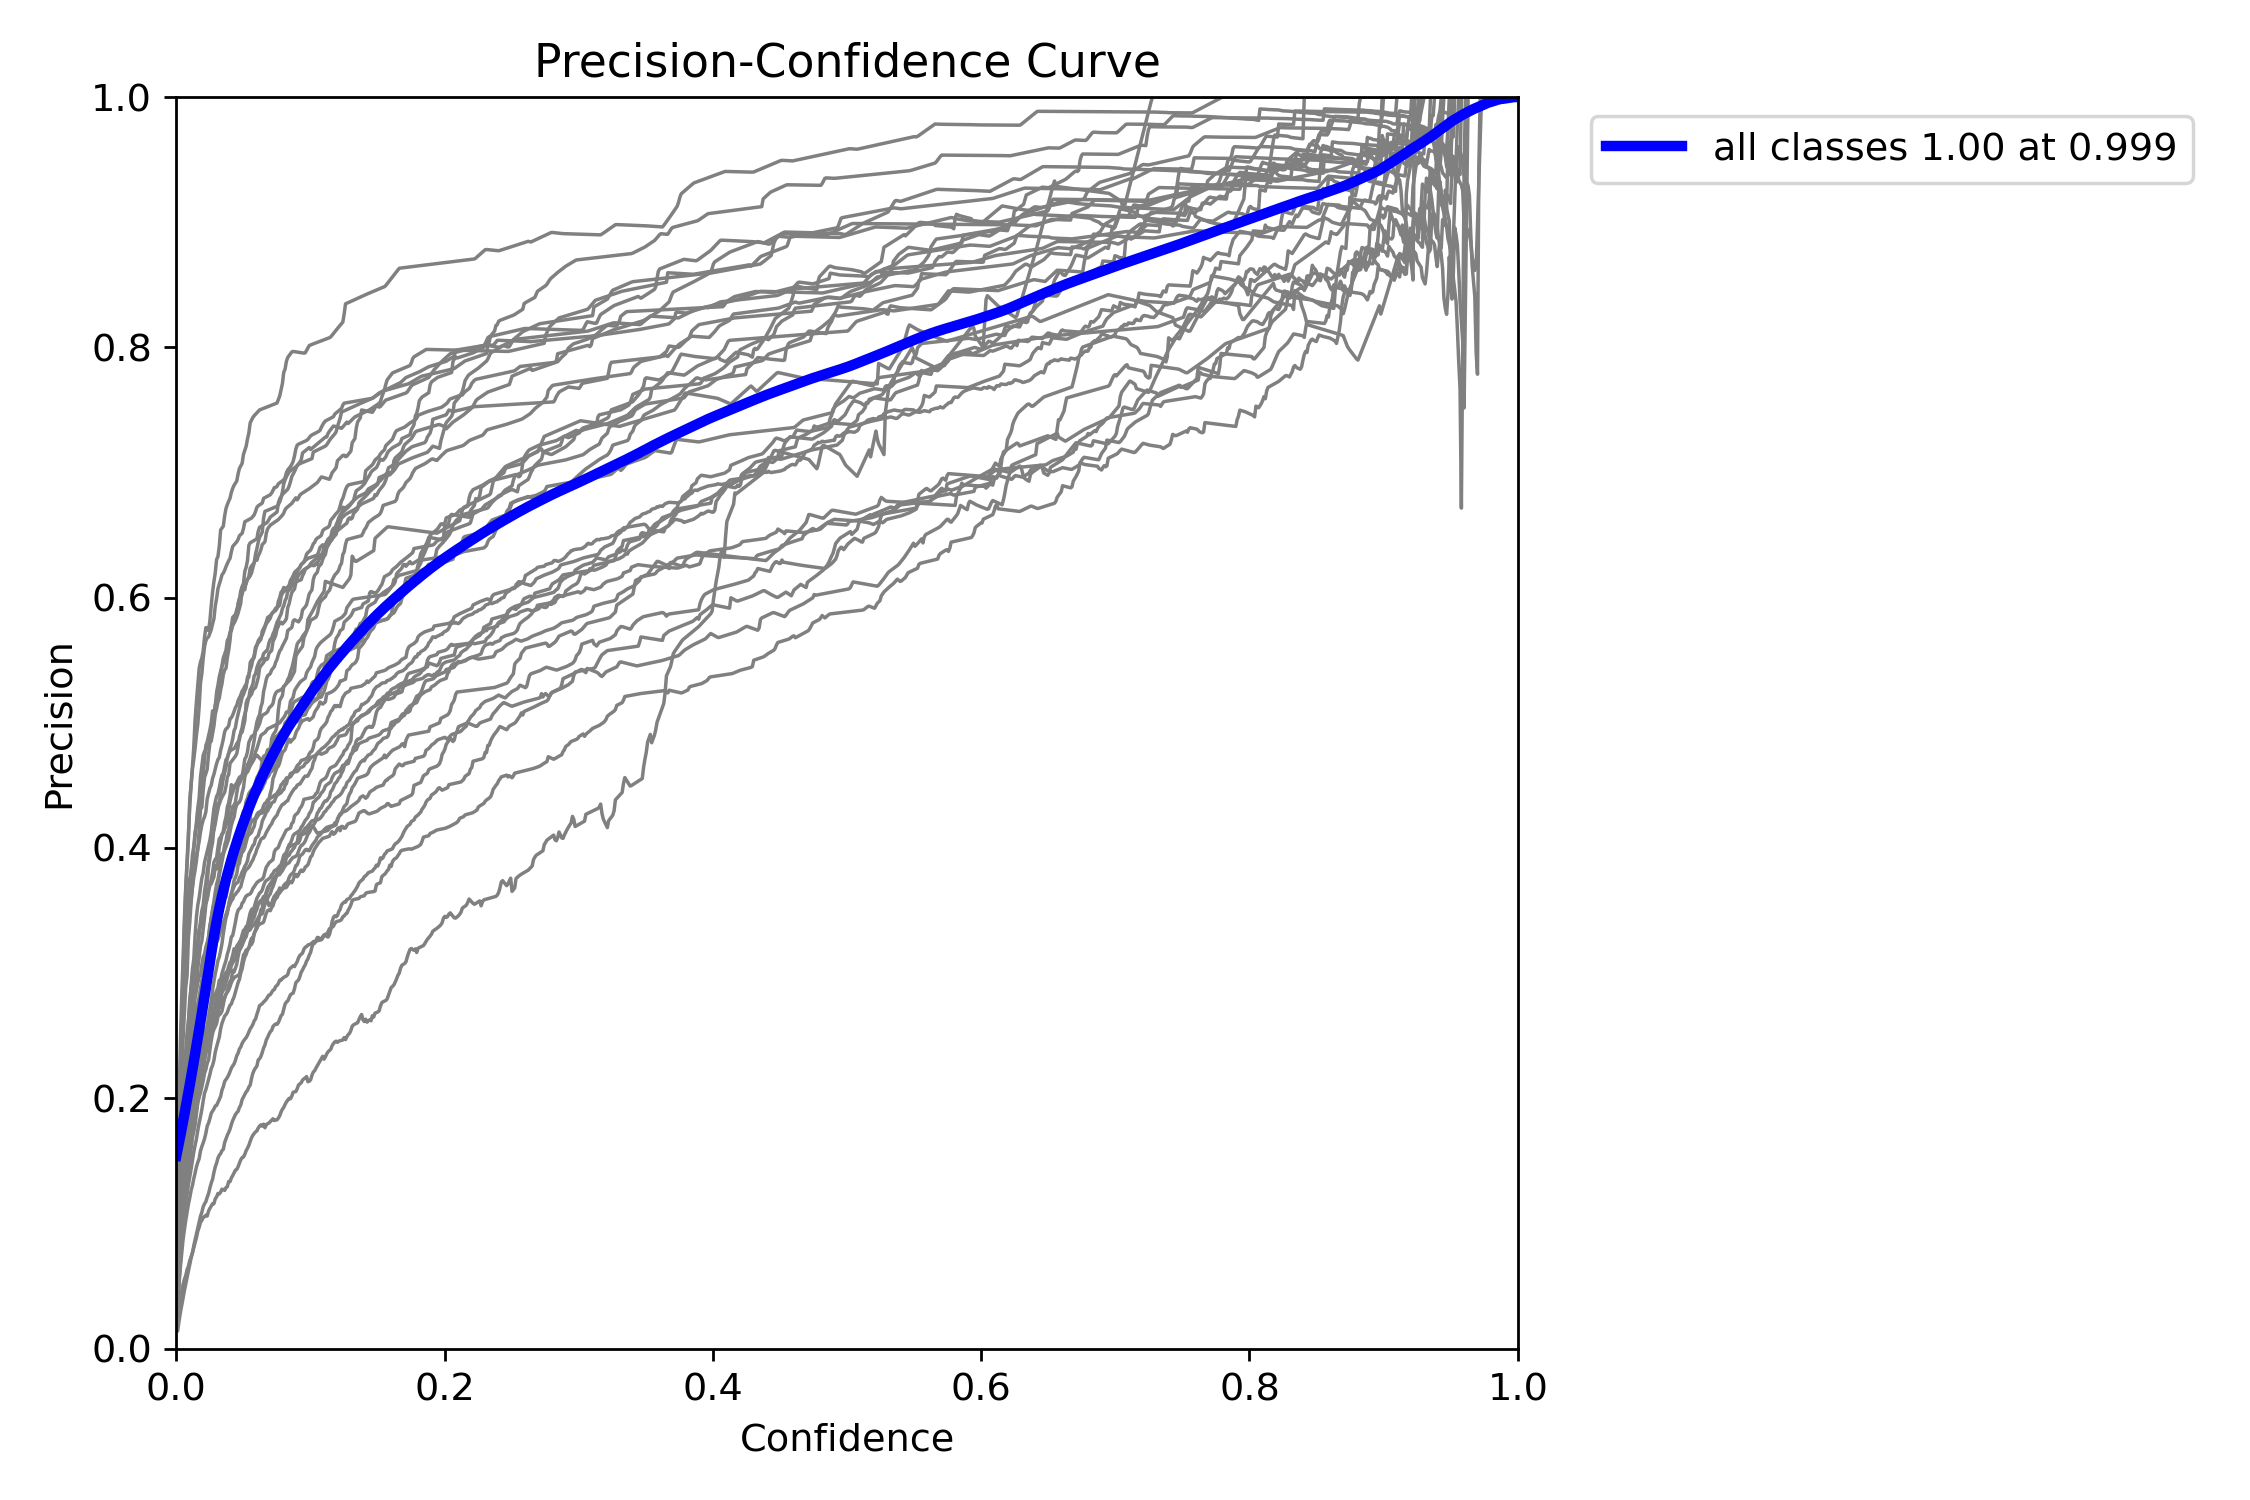 Precision-Confidence Curve
all classes 1.00 at 0.999
Precision
1.0
0.8
0.6
0.4
0.2
0.0
0.0 0.2 0.4 0.6 0.8 1.0
Confidence